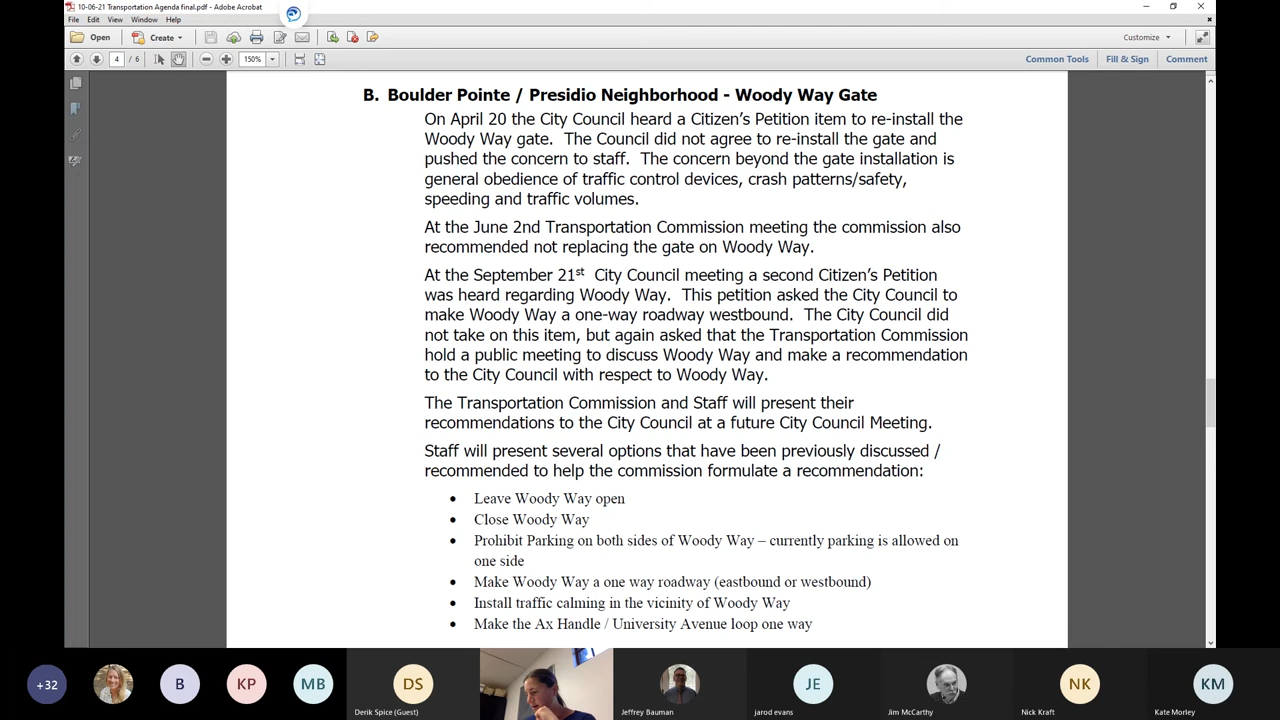 10-06-21 Transportation Agenda final.pdf - Adobe Acrobat
File Edit View Window Help
Open Create Customize
4 / 6 150% Common Tools Fill & Sign Comment
B. Boulder Pointe / Presidio Neighborhood - Woody Way Gate
On April 20 the City Council heard a Citizen's Petition item to re-install the
Woody Way gate. The Council did not agree to re-install the gate and
pushed the concern to staff. The concern beyond the gate installation is
general obedience of traffic control devices, crash patterns/safety,
speeding and traffic volumes.
At the June 2nd Transportation Commission meeting the commission also
recommended not replacing the gate on Woody Way.
At the September 21st City Council meeting a second Citizen's Petition
was heard regarding Woody Way. This petition asked the City Council to
make Woody Way a one-way roadway westbound. The City Council did
not take on this item, but again asked that the Transportation Commission
hold a public meeting to discuss Woody Way and make a recommendation
to the City Council with respect to Woody Way.
The Transportation Commission and Staff will present their
recommendations to the City Council at a future City Council Meeting.
Staff will present several options that have been previously discussed /
recommended to help the commission formulate a recommendation:
• Leave Woody Way open
• Close Woody Way
• Prohibit Parking on both sides of Woody Way – currently parking is allowed on
one side
• Make Woody Way a one way roadway (eastbound or westbound)
• Install traffic calming in the vicinity of Woody Way
• Make the Ax Handle / University Avenue loop one way
+32 B KP MB DS JE NK KM
Derik Spice (Guest) Jeffrey Bauman jarod evans Jim McCarthy Nick Kraft Kate Morley